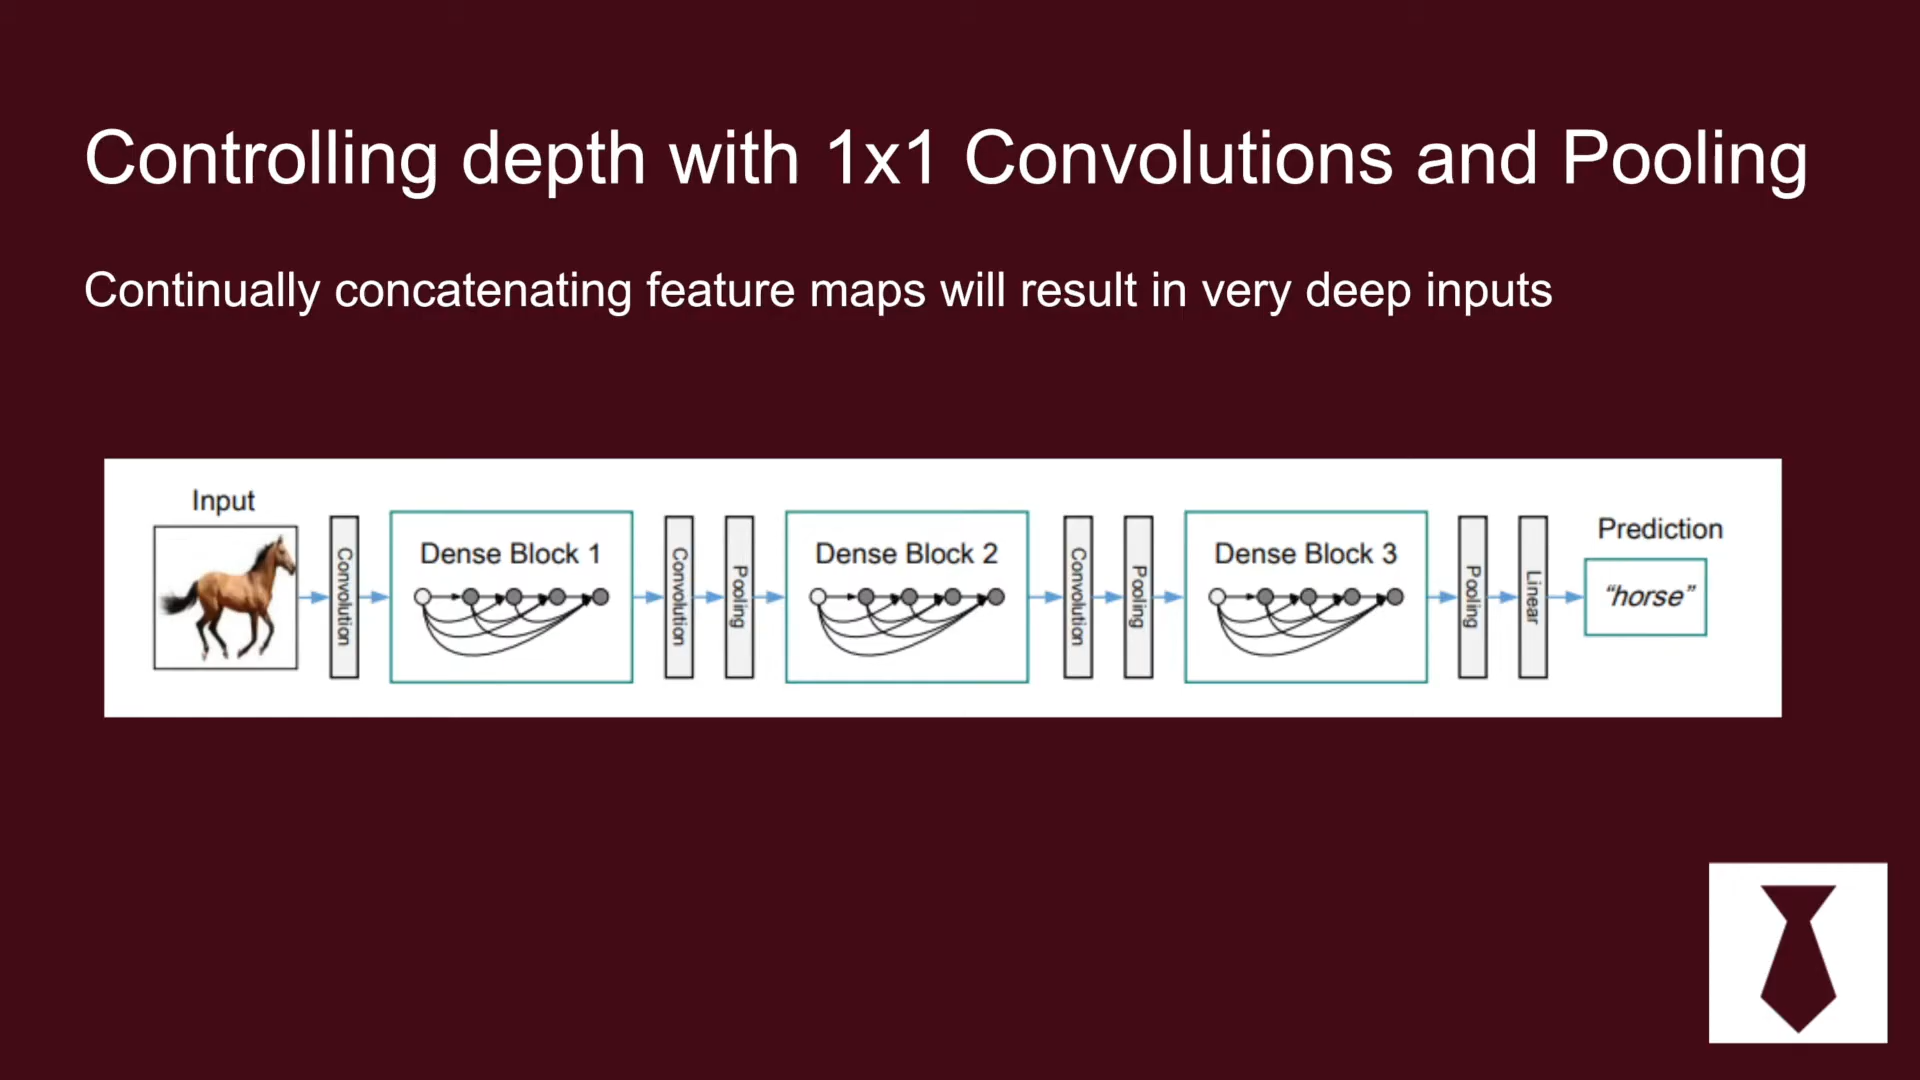 Controlling depth with 1x1 Convolutions and Pooling
Continually concatenating feature maps will result in very deep inputs
Input
Convolution
Dense Block 1
Convolution
Pooling
Dense Block 2
Convolution
Pooling
Dense Block 3
Pooling
Linear
Prediction
“horse”